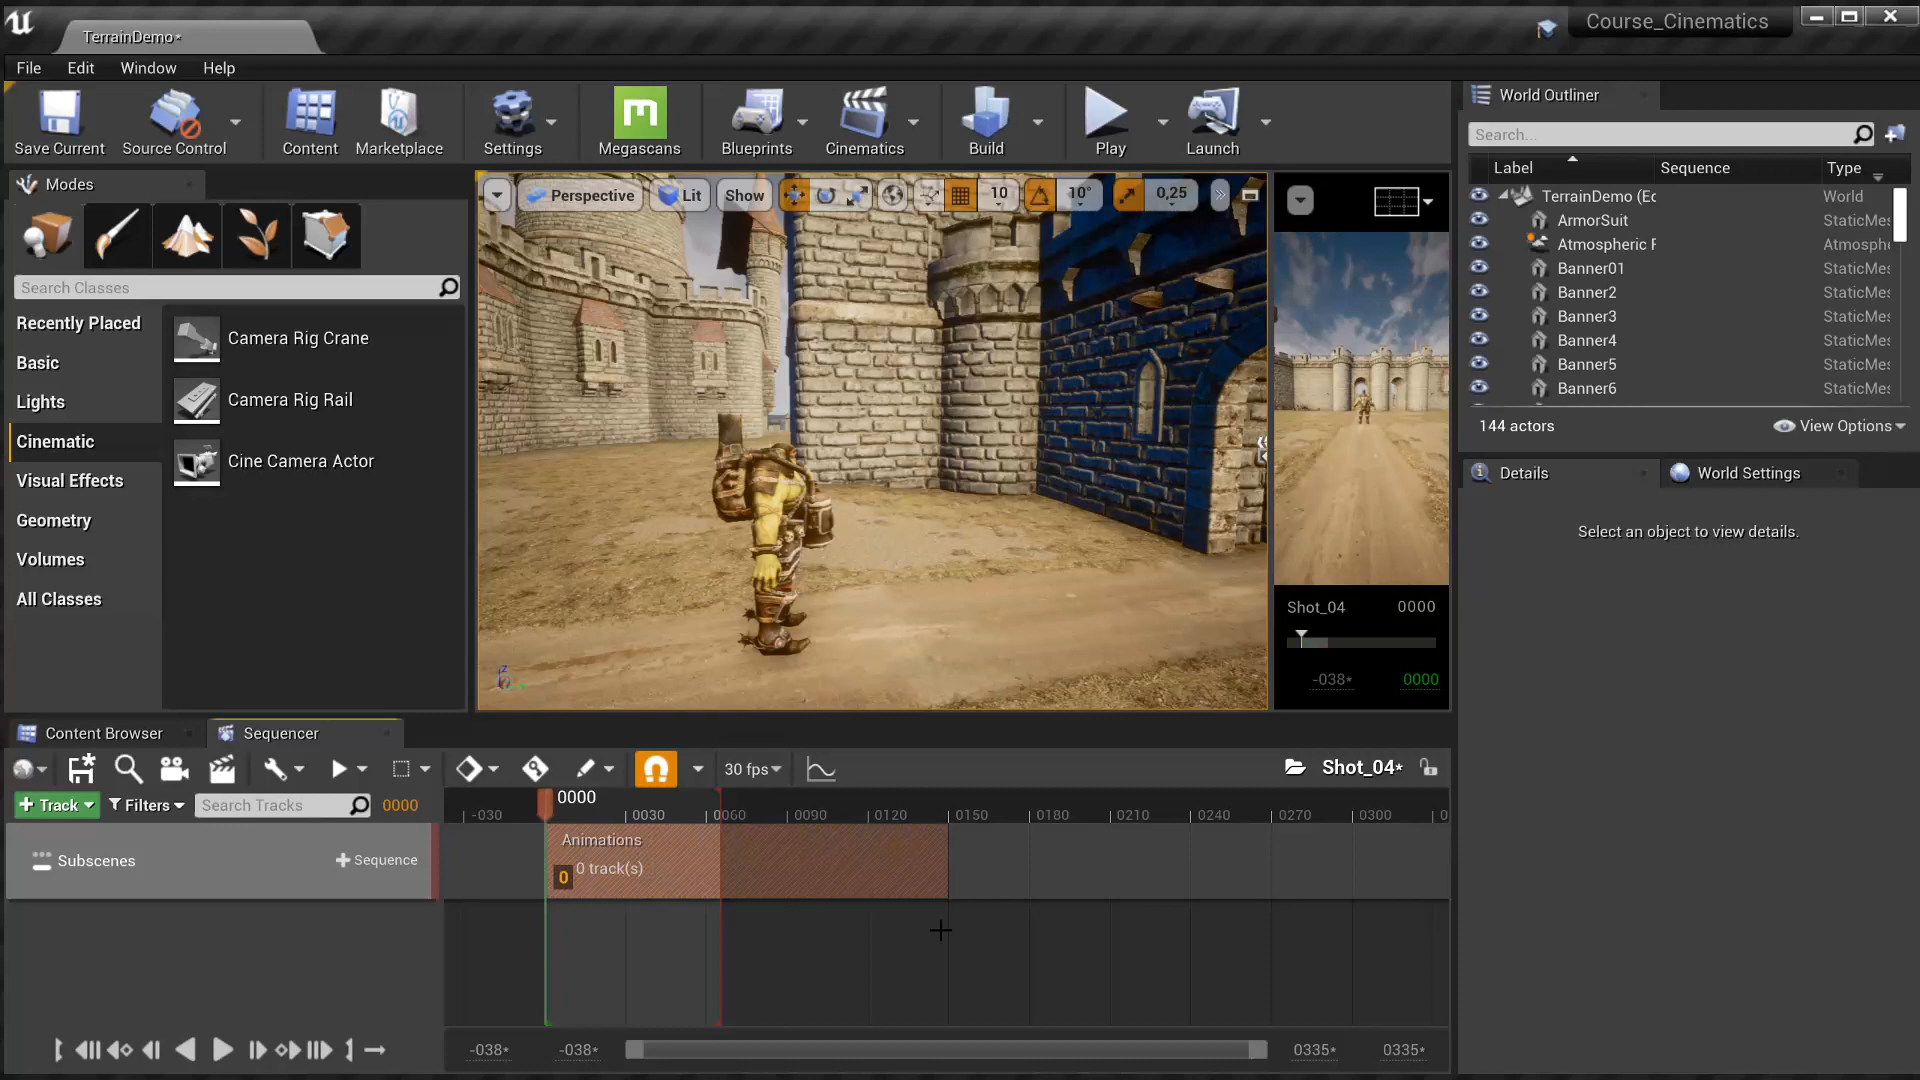 TerrainDemo*
Course_Cinematics
File Edit Window Help
Save Current
Source Control
Content
Marketplace
Settings
Megascans
Blueprints
Cinematics
Build
Play
Launch
World Outliner
Search...
Label Sequence Type
TerrainDemo (Ec World
ArmorSuit StaticMes
Atmospheric F Atmosphe
Banner01 StaticMes
Banner2 StaticMes
Banner3 StaticMes
Banner4 StaticMes
Banner5 StaticMes
Banner6 StaticMes
144 actors
View Options
Details
World Settings
Select an object to view details.
Modes
Search Classes
Recently Placed
Basic
Lights
Cinematic
Visual Effects
Geometry
Volumes
All Classes
Camera Rig Crane
Camera Rig Rail
Cine Camera Actor
Perspective Lit Show 10 10° 0,25
Shot_04 0000
-038* 0000
Content Browser
Sequencer
30 fps
Shot_04*
+ Track Filters Search Tracks 0000
0000
-030 0030 0060 0090 0120 0150 0180 0210 0240 0270 0300 0
Subscenes
+ Sequence
Animations
0 track(s)
0
-038* -038* 0335* 0335*